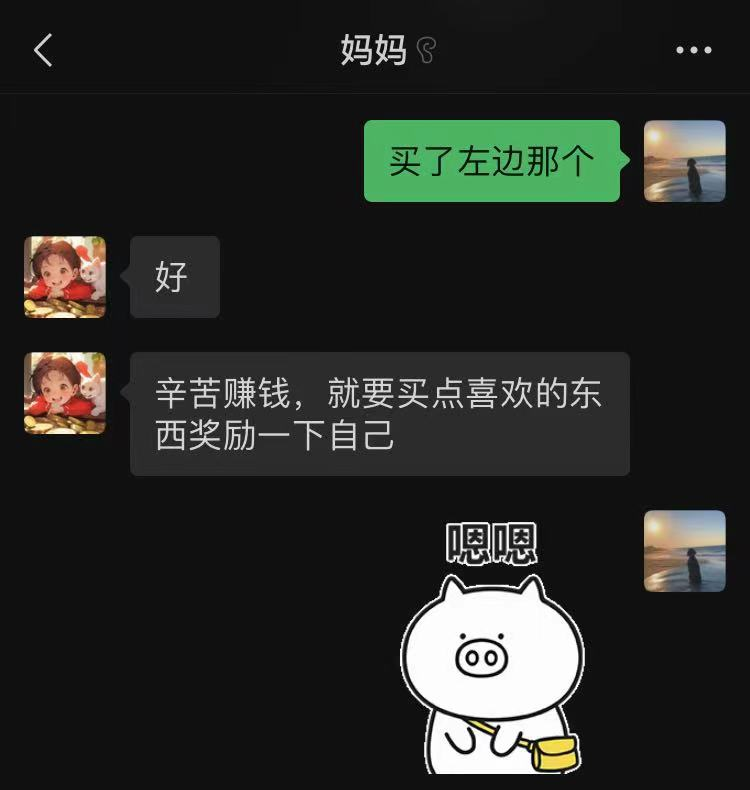 妈妈
买了左边那个
好
辛苦赚钱，就要买点喜欢的东
西奖励一下自己
嗯嗯